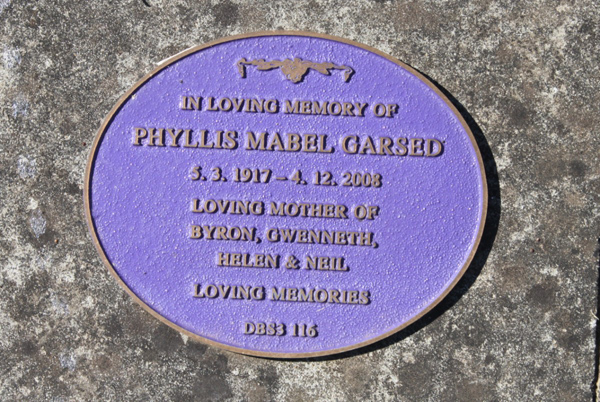 IN LOVING MEMORY OF
PHYLLIS MABEL GARSED
5. 3. 1917 – 4. 12. 2008
LOVING MOTHER OF
BYRON, GWENNETH,
HELEN & NEIL
LOVING MEMORIES
DBS3 116